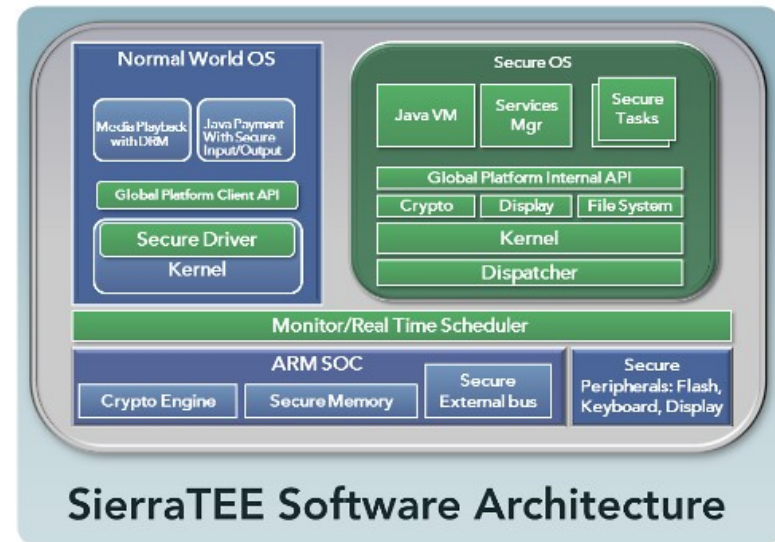 Normal World OS
Media Playback
with DRM
Java Payment
With Secure
Input/Output
Global Platform Client API
Secure Driver
Kernel
Secure OS
Java VM
Services
Mgr
Secure
Tasks
Global Platform Internal API
Crypto
Display
File System
Kernel
Dispatcher
Monitor/Real Time Scheduler
ARM SOC
Crypto Engine
Secure Memory
Secure
External bus
Secure
Peripherals: Flash,
Keyboard, Display
SierraTEE Software Architecture